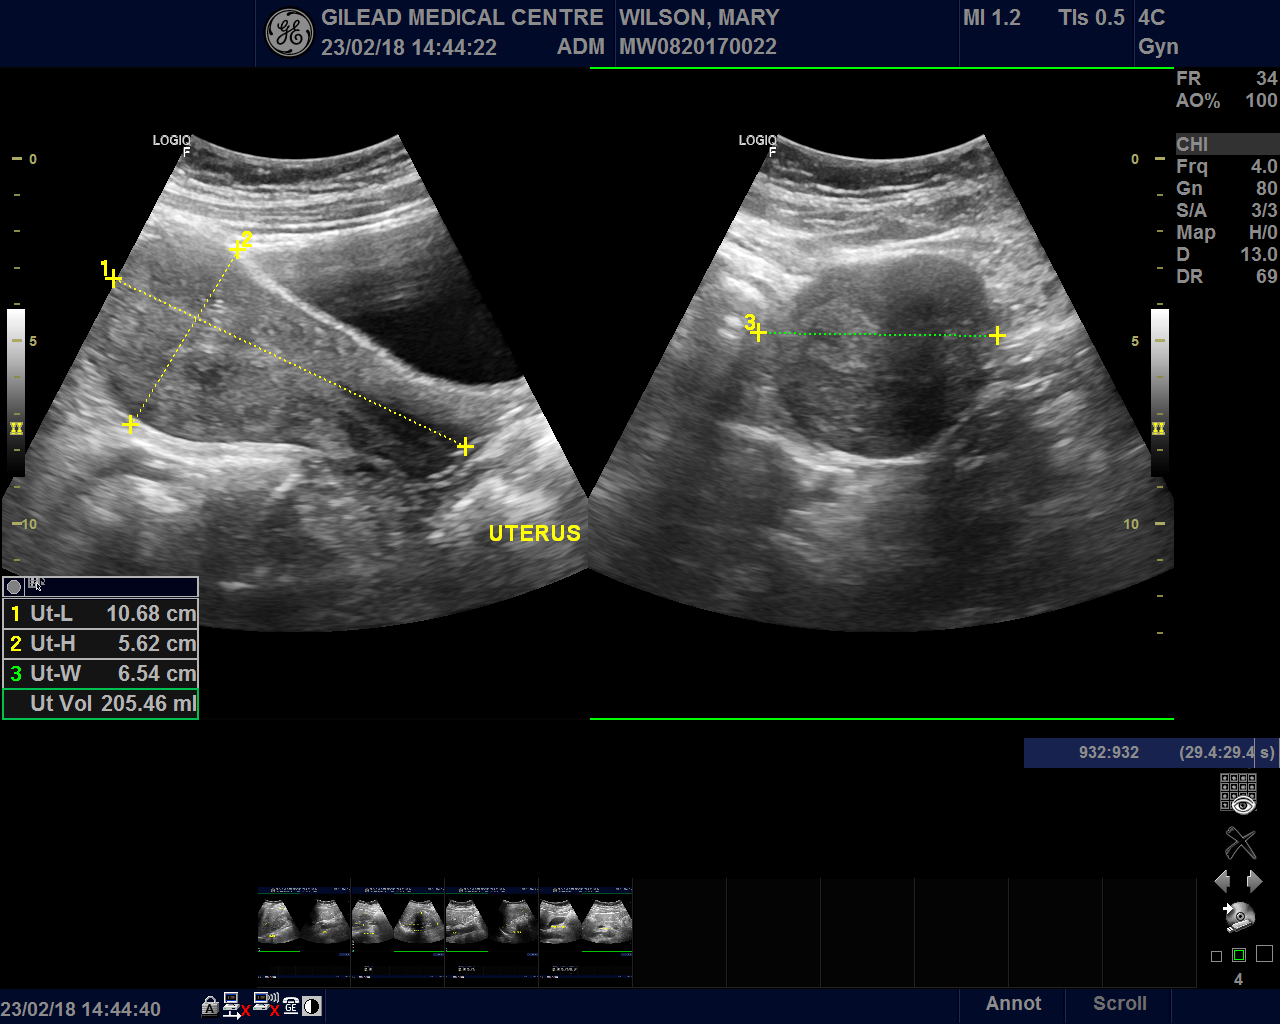 GILEAD MEDICAL CENTRE
23/02/18 14:44:22 ADM
WILSON, MARY
MW0820170022
MI 1.2 TIs 0.5
4C
Gyn
FR 34
AO% 100
CHI
Frq 4.0
Gn 80
S/A 3/3
Map H/0
D 13.0
DR 69
LOGIQ
F
LOGIQ
F
0
5
10
0
5
10
1
2
3
UTERUS
1 Ut-L 10.68 cm
2 Ut-H 5.62 cm
3 Ut-W 6.54 cm
Ut Vol 205.46 ml
932:932 (29.4:29.4 s)
4
23/02/18 14:44:40
GE
Annot
Scroll